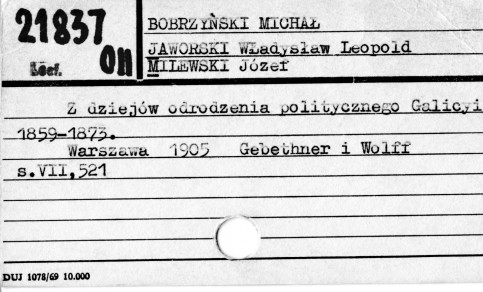 21837
On
BOBRZYŃSKI MICHAŁ
JAWORSKI Władysław Leopold
MILEWSKI Józef
Z dziejów odrodzenia politycznego Galicyi
1859-1873.
Warszawa 1905 Gebethner i Wolff
s.VII,521
DUJ 1078/69 10.000